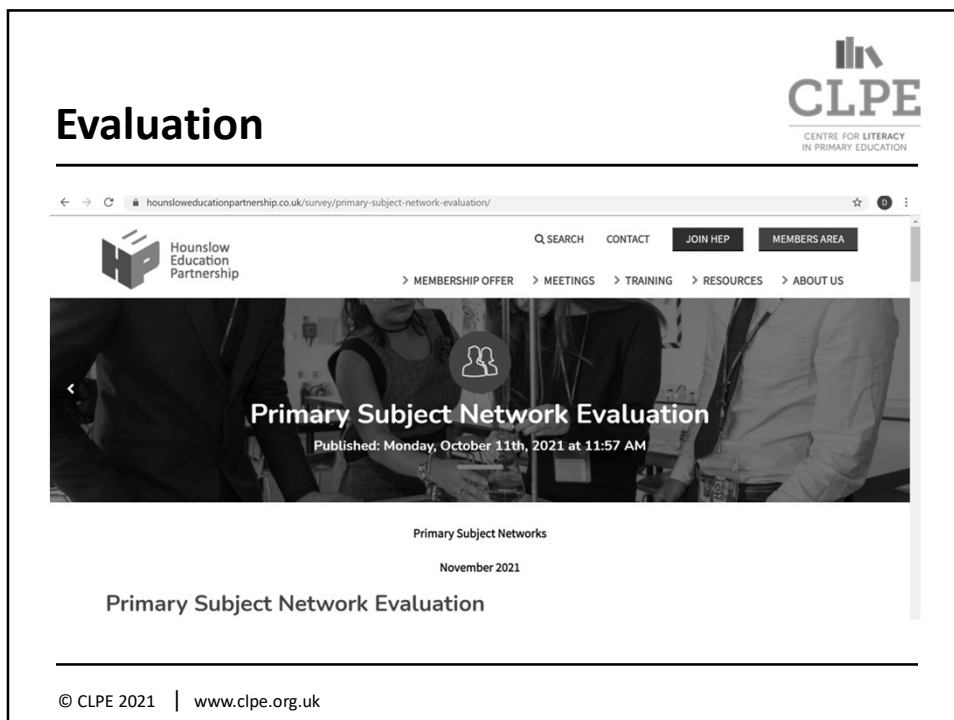 Evaluation
CLPE
CENTRE FOR LITERACY
IN PRIMARY EDUCATION
hounsloweducationpartnership.co.uk/survey/primary-subject-network-evaluation/
D
HP
Hounslow
Education
Partnership
SEARCH CONTACT JOIN HEP MEMBERS AREA
> MEMBERSHIP OFFER > MEETINGS > TRAINING > RESOURCES > ABOUT US
Primary Subject Network Evaluation
Published: Monday, October 11th, 2021 at 11:57 AM
Primary Subject Networks
November 2021
Primary Subject Network Evaluation
© CLPE 2021 | www.clpe.org.uk